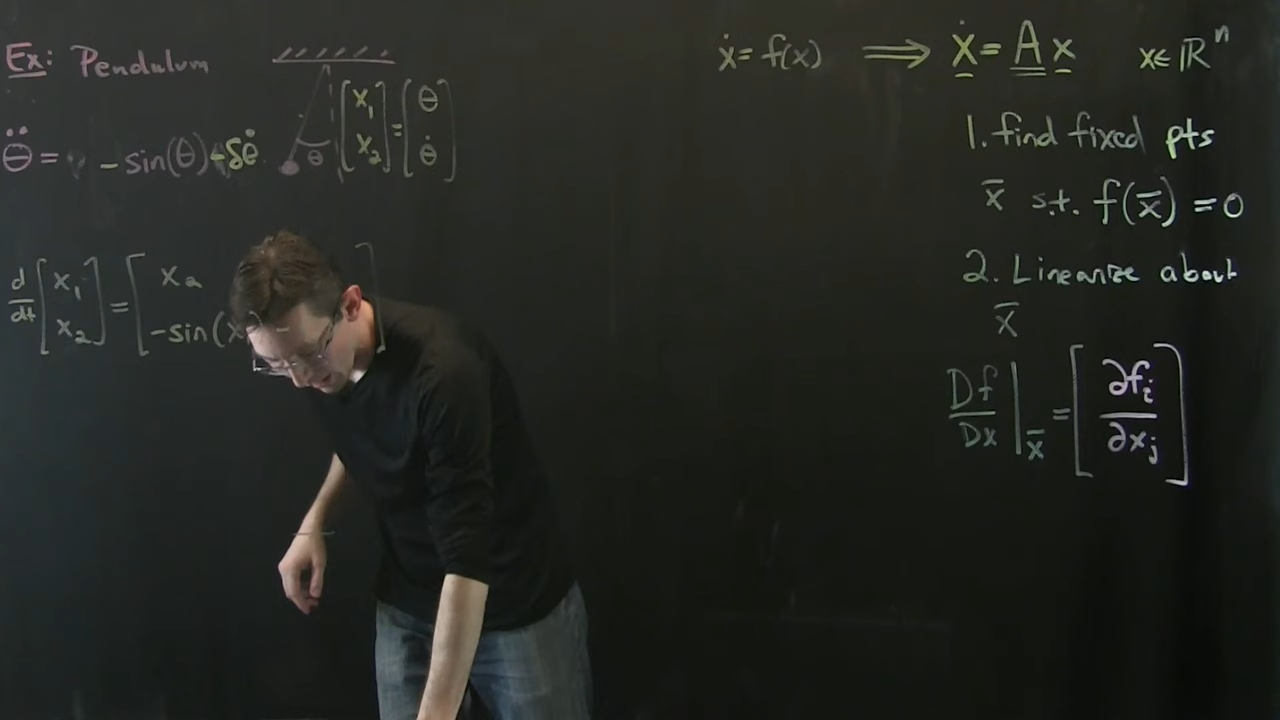 Ex: Pendulum
θ
[x₁ x₂] = [θ θ̇]
θ̈ = -sin(θ) -δθ̇
d/dt [x₁ x₂] = [x₂
-sin(x
ẋ = f(x) ⟹ ẋ = A x x ∈ ℝⁿ
1. find fixed pts
x̄ s.t. f(x̄) = 0
2. Linearize about
x̄
Df/Dx |x̄ = [∂fᵢ/∂xⱼ]